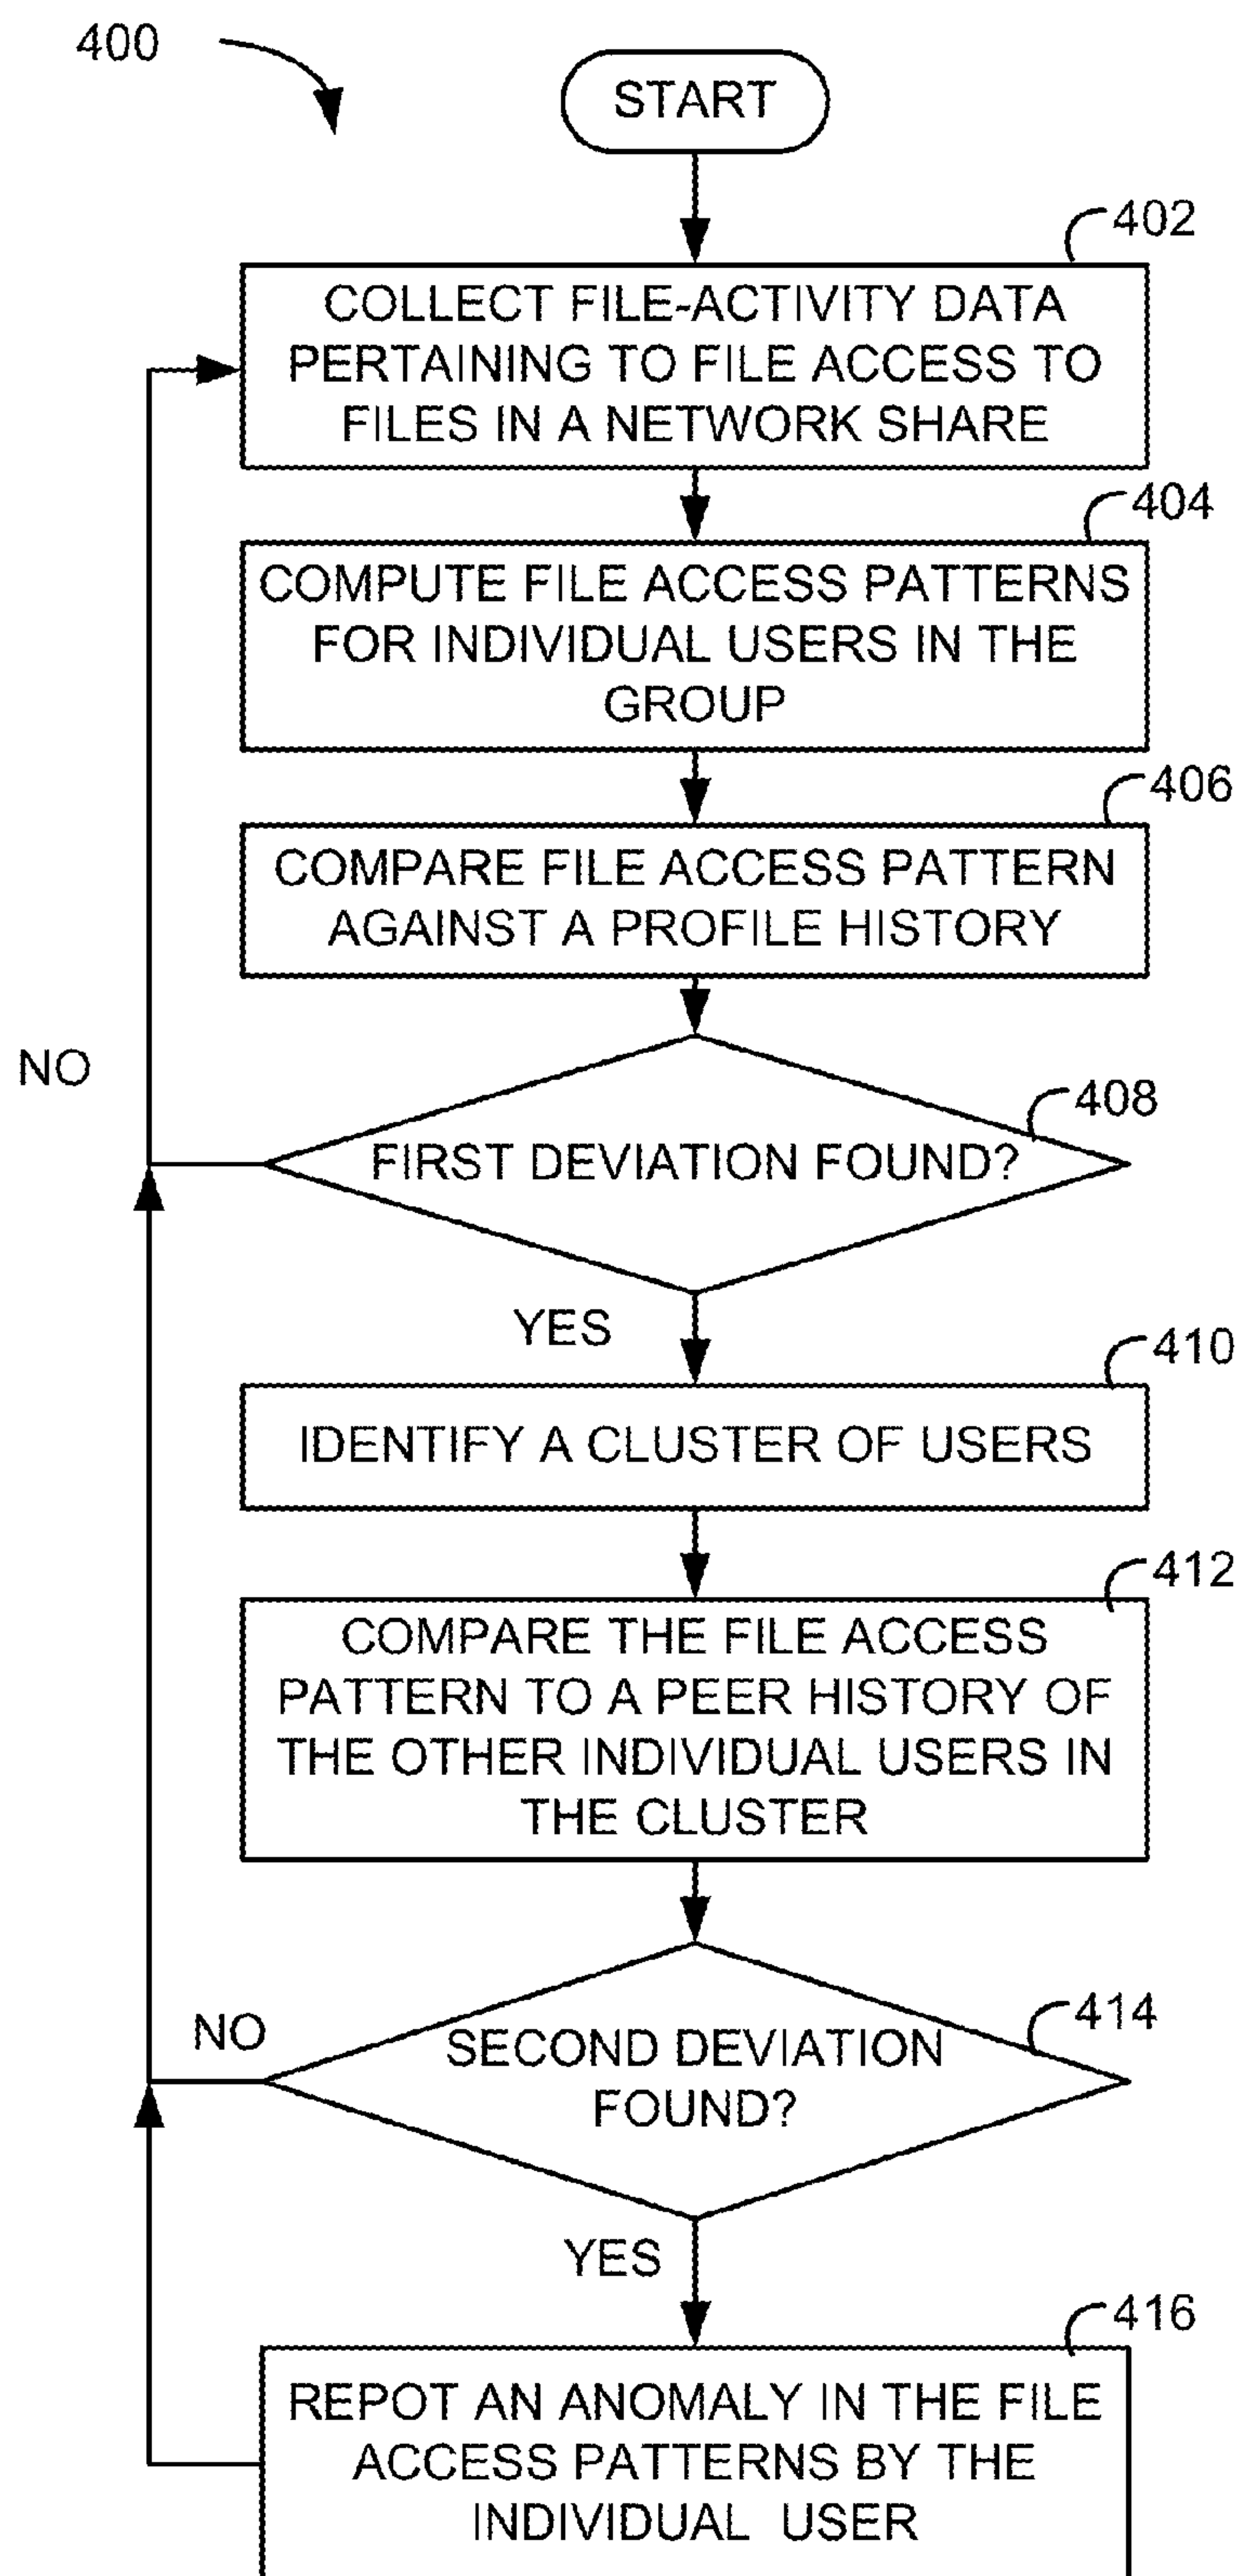 400
START
402
COLLECT FILE-ACTIVITY DATA
PERTAINING TO FILE ACCESS TO
FILES IN A NETWORK SHARE
404
COMPUTE FILE ACCESS PATTERNS
FOR INDIVIDUAL USERS IN THE
GROUP
406
COMPARE FILE ACCESS PATTERN
AGAINST A PROFILE HISTORY
NO
408
FIRST DEVIATION FOUND?
YES
410
IDENTIFY A CLUSTER OF USERS
412
COMPARE THE FILE ACCESS
PATTERN TO A PEER HISTORY OF
THE OTHER INDIVIDUAL USERS IN
THE CLUSTER
NO
414
SECOND DEVIATION
FOUND?
YES
416
REPOT AN ANOMALY IN THE FILE
ACCESS PATTERNS BY THE
INDIVIDUAL USER